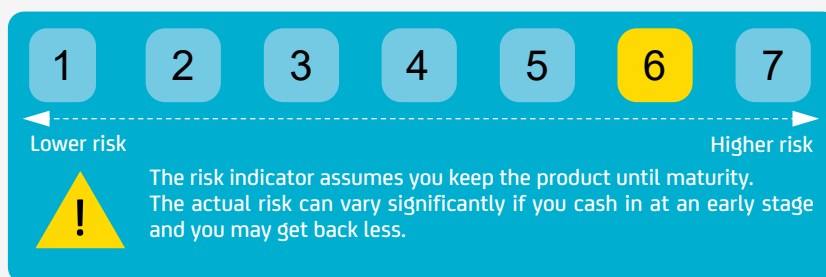 1 2 3 4 5 6 7
Lower risk Higher risk
!
The risk indicator assumes you keep the product until maturity.
The actual risk can vary significantly if you cash in at an early stage
and you may get back less.